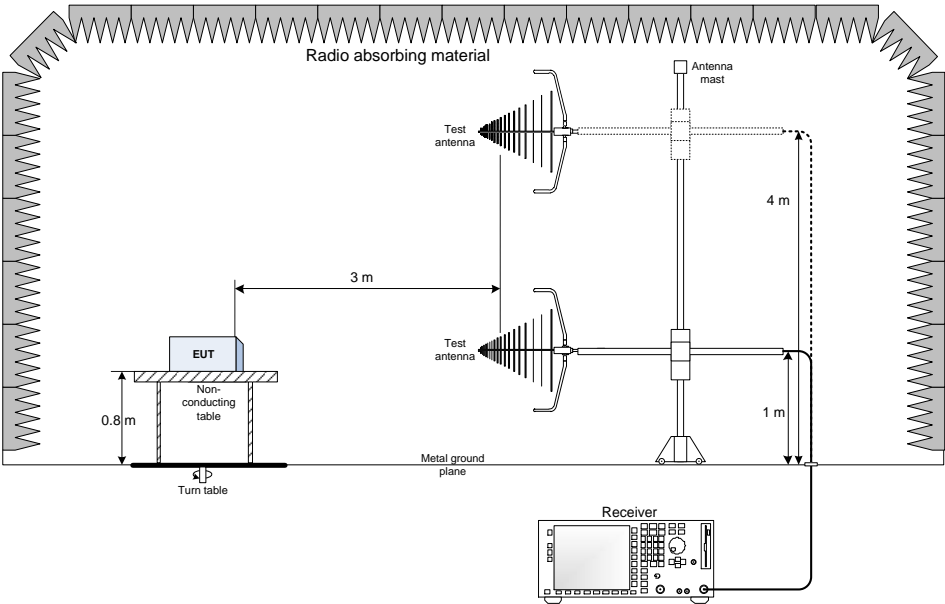 Radio absorbing material
Antenna
mast
Test
antenna
4 m
3 m
Test
antenna
EUT
Non-
conducting
table
0.8 m
1 m
Metal ground
plane
Turn table
Receiver